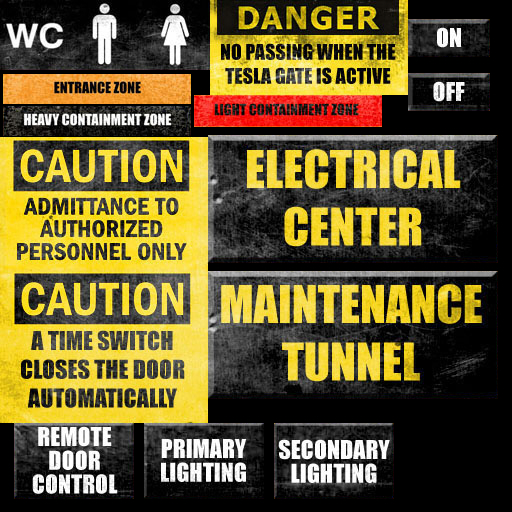 WC
DANGER
NO PASSING WHEN THE
TESLA GATE IS ACTIVE
ON
OFF
ENTRANCE ZONE
HEAVY CONTAINMENT ZONE
LIGHT CONTAINMENT ZONE
CAUTION
ADMITTANCE TO
AUTHORIZED
PERSONNEL ONLY
ELECTRICAL
CENTER
CAUTION
A TIME SWITCH
CLOSES THE DOOR
AUTOMATICALLY
MAINTENANCE
TUNNEL
REMOTE
DOOR
CONTROL
PRIMARY
LIGHTING
SECONDARY
LIGHTING